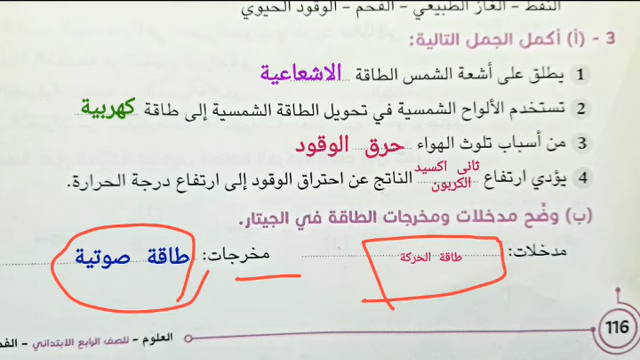 النفط - الغاز الطبيعي - الفحم - الوقود الحيوي
3 - (أ) أكمل الجمل التالية:
1 يطلق على أشعة الشمس الطاقة الاشعاعية
2 تستخدم الألواح الشمسية في تحويل الطاقة الشمسية إلى طاقة كهربية
3 من أسباب تلوث الهواء حرق الوقود
4 يؤدي ارتفاع ثانى اكسيد الكربون الناتج عن احتراق الوقود إلى ارتفاع درجة الحرارة.
(ب) وضّح مدخلات ومخرجات الطاقة في الجيتار.
مدخلات: طاقة الحركة مخرجات: طاقة صوتية
116
العلوم - للصف الرابع الابتدائي - الف